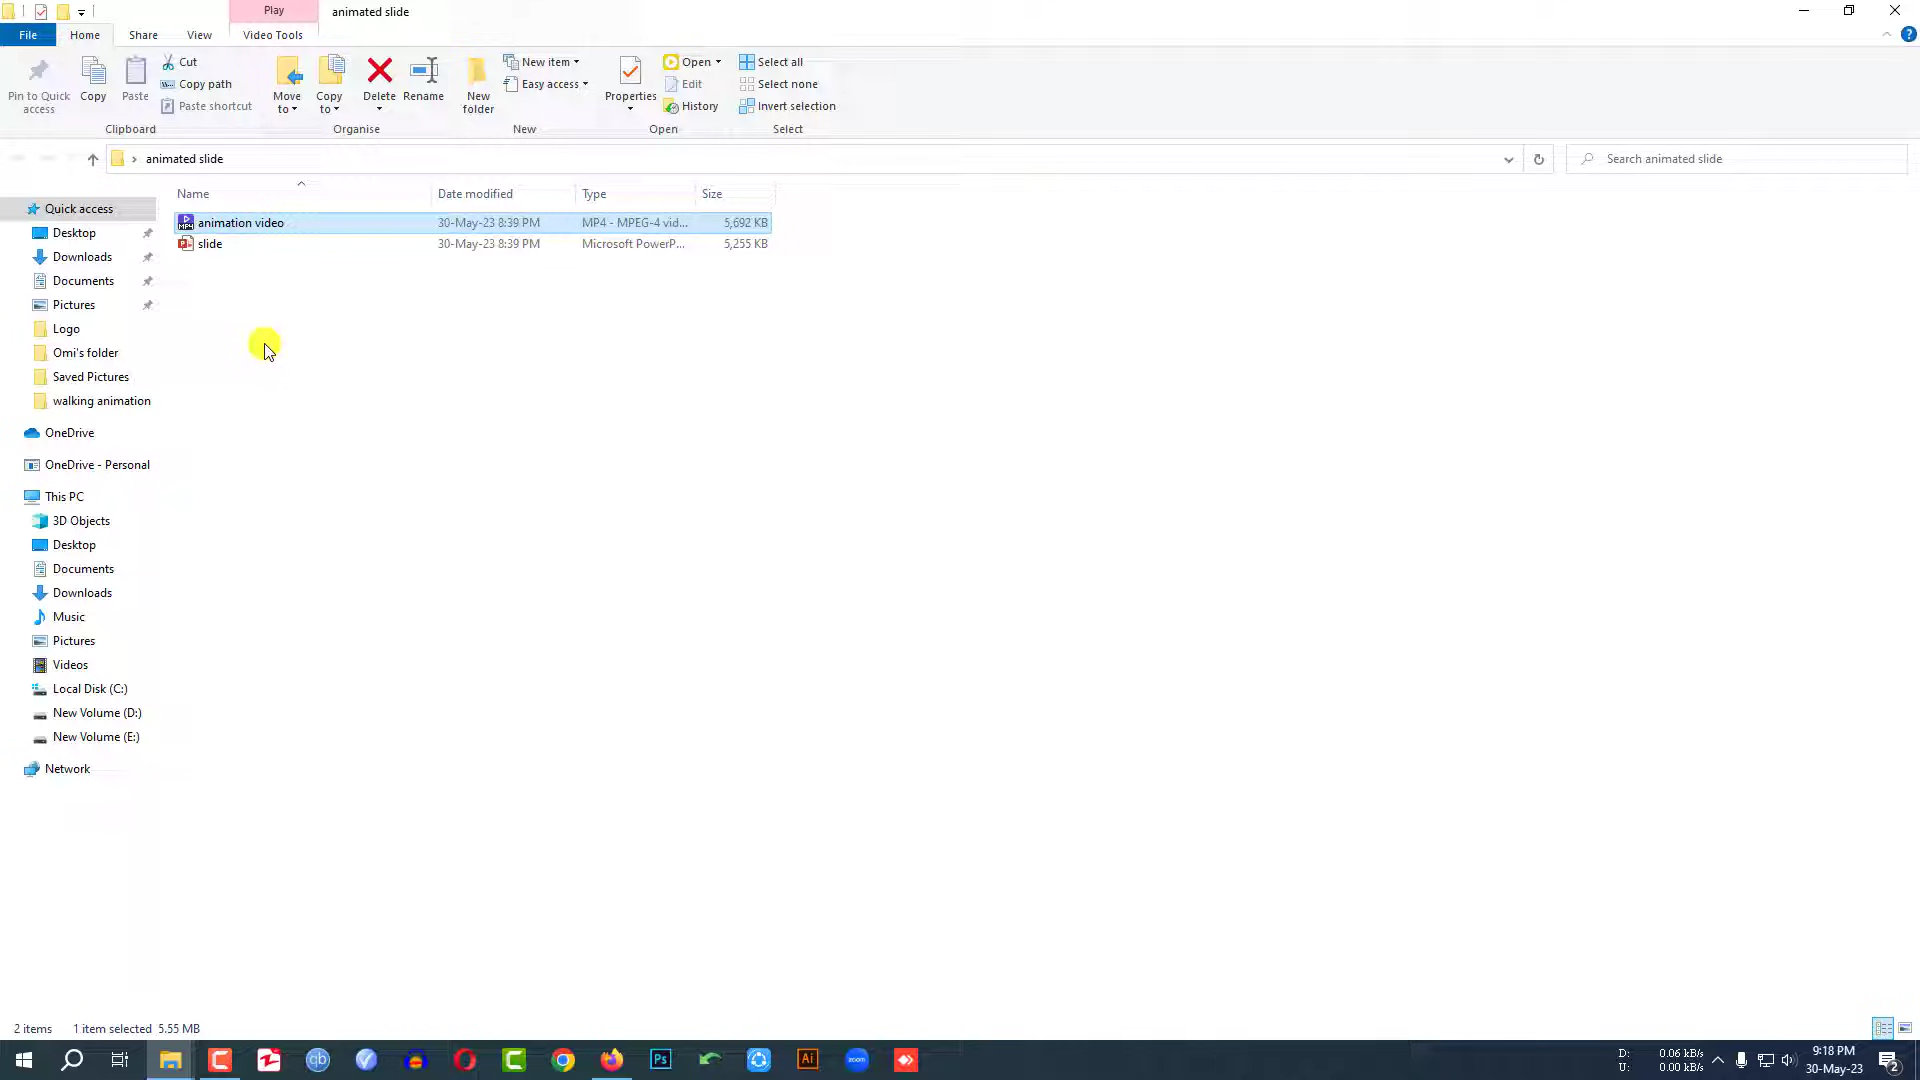 Play
animated slide
File
Home
Share
View
Video Tools
Pin to Quick access
Copy
Paste
Cut
Copy path
Paste shortcut
Clipboard
Move to
Copy to
Delete
Rename
Organise
New folder
New item
Easy access
New
Properties
Open
Edit
History
Open
Select all
Select none
Invert selection
Select
animated slide
Search animated slide
Name
Date modified
Type
Size
animation video
30-May-23 8:39 PM
MP4 - MPEG-4 vid...
5,692 KB
slide
30-May-23 8:39 PM
Microsoft PowerP...
5,255 KB
Quick access
Desktop
Downloads
Documents
Pictures
Logo
Omi's folder
Saved Pictures
walking animation
OneDrive
OneDrive - Personal
This PC
3D Objects
Desktop
Documents
Downloads
Music
Pictures
Videos
Local Disk (C:)
New Volume (D:)
New Volume (E:)
Network
2 items
1 item selected 5.55 MB
qb
Ps
Ai
zoom
D: 0.06 kB/s
U: 0.00 kB/s
9:18 PM
30-May-23
2